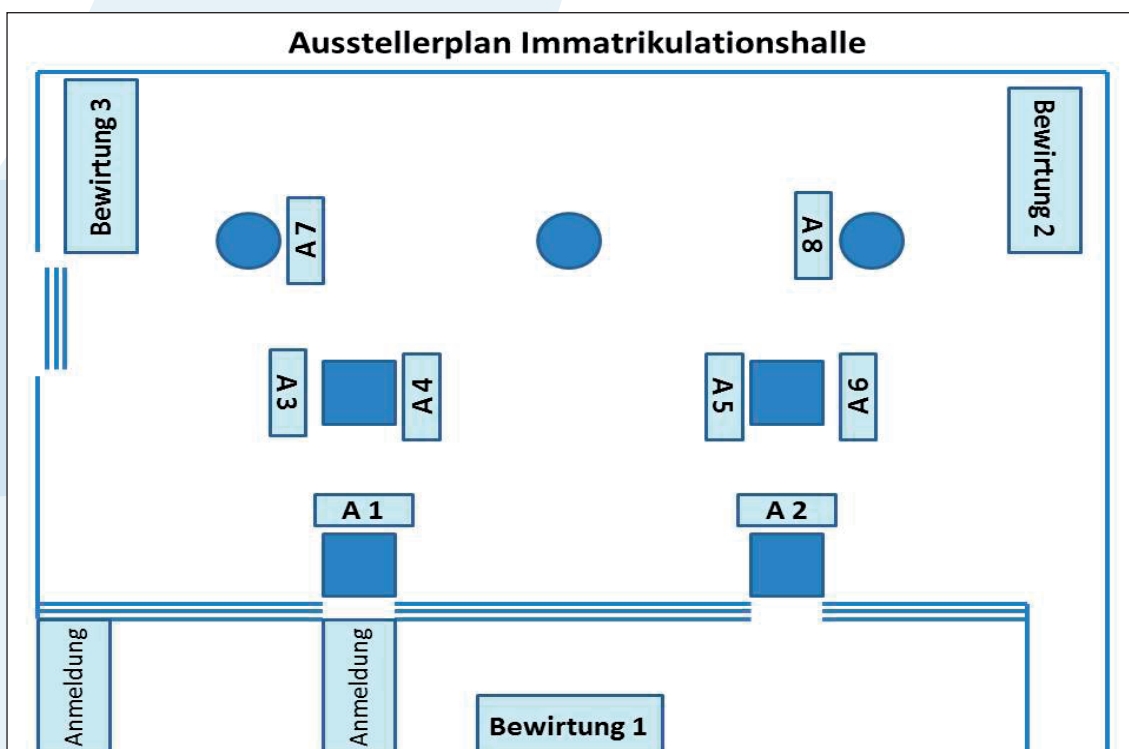 Ausstellerplan Immatrikulationshalle
Bewirtung 3
Bewirtung 2
A 7
A 8
A 3
A 4
A 5
A 6
A 1
A 2
Anmeldung
Anmeldung
Bewirtung 1